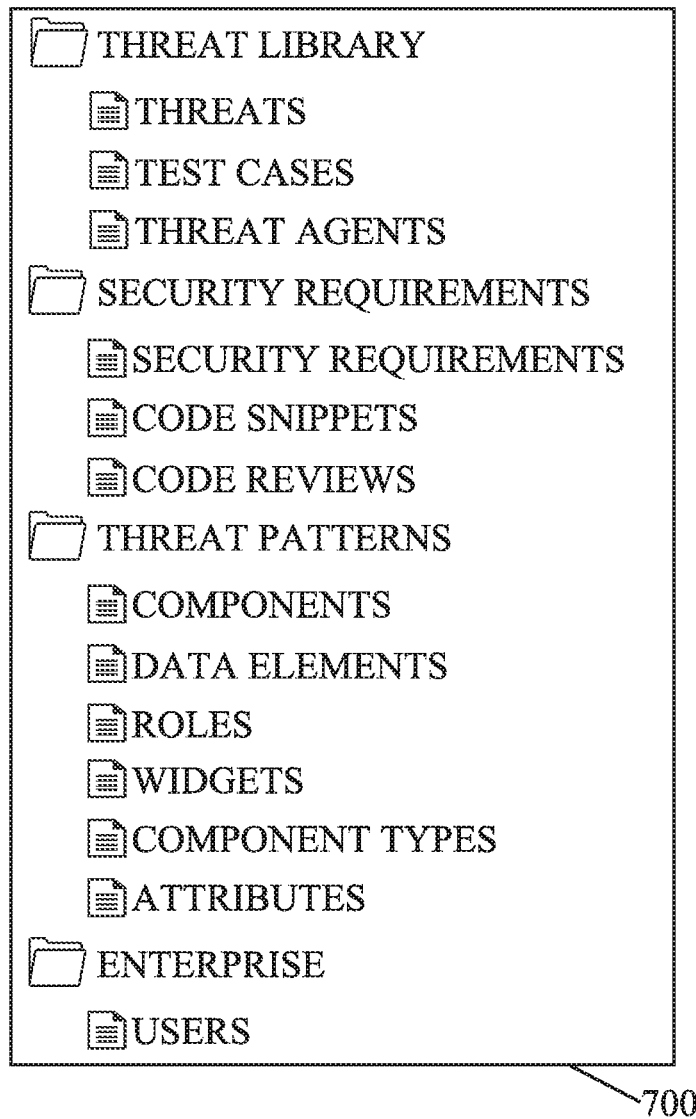 THREAT LIBRARY
THREATS
TEST CASES
THREAT AGENTS
SECURITY REQUIREMENTS
SECURITY REQUIREMENTS
CODE SNIPPETS
CODE REVIEWS
THREAT PATTERNS
COMPONENTS
DATA ELEMENTS
ROLES
WIDGETS
COMPONENT TYPES
ATTRIBUTES
ENTERPRISE
USERS
700